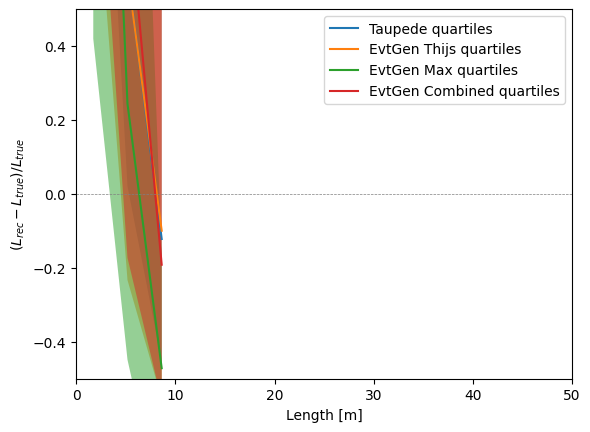 Taupede quartiles
EvtGen Thijs quartiles
EvtGen Max quartiles
EvtGen Combined quartiles
0.4
0.2
0.0
−0.2
−0.4
(L_rec − L_true)/L_true
0 10 20 30 40 50
Length [m]